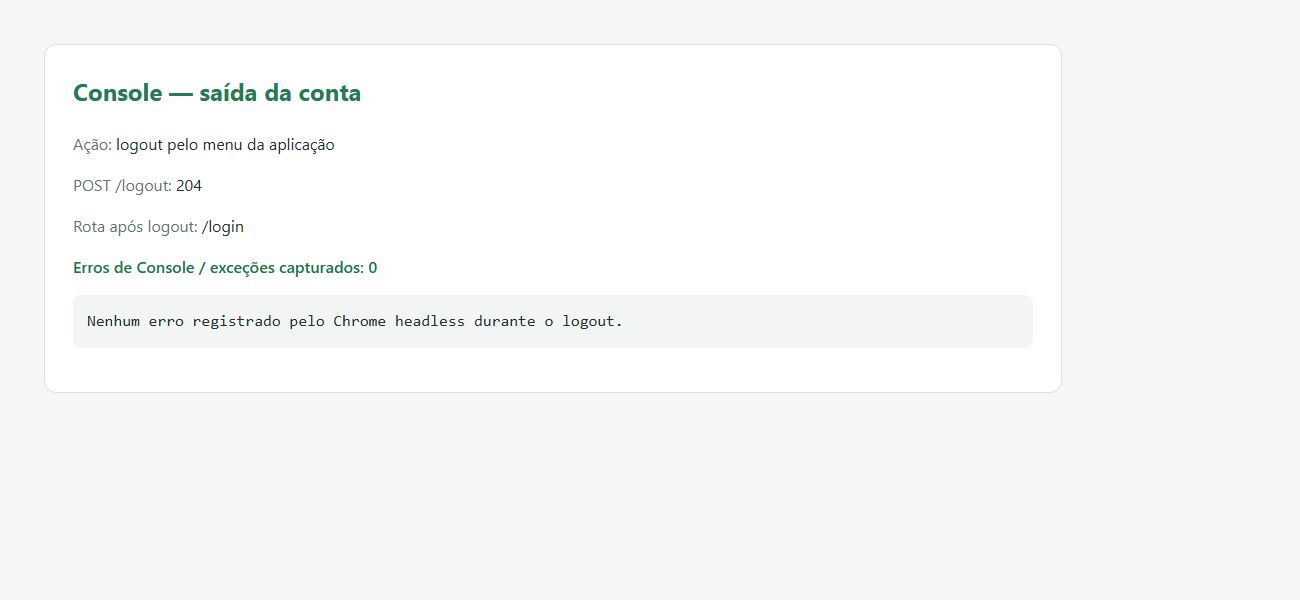 Console — saída da conta
Ação: logout pelo menu da aplicação
POST /logout: 204
Rota após logout: /login
Erros de Console / exceções capturados: 0
Nenhum erro registrado pelo Chrome headless durante o logout.